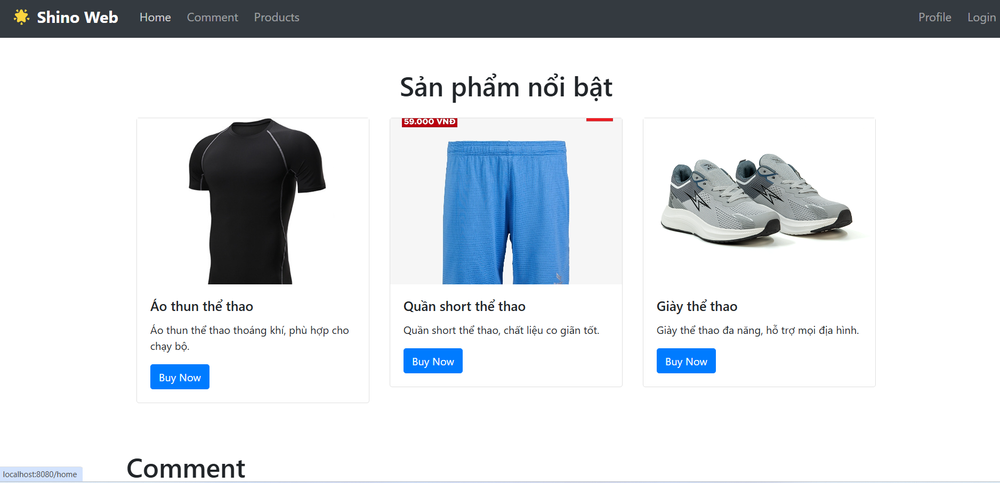 Shino Web Home Comment Products Profile Login
Sản phẩm nổi bật
59.000 VNĐ
Áo thun thể thao
Áo thun thể thao thoáng khí, phù hợp cho
chạy bộ.
Buy Now
Quần short thể thao
Quần short thể thao, chất liệu co giãn tốt.
Buy Now
Giày thể thao
Giày thể thao đa năng, hỗ trợ mọi địa hình.
Buy Now
Comment
localhost:8080/home